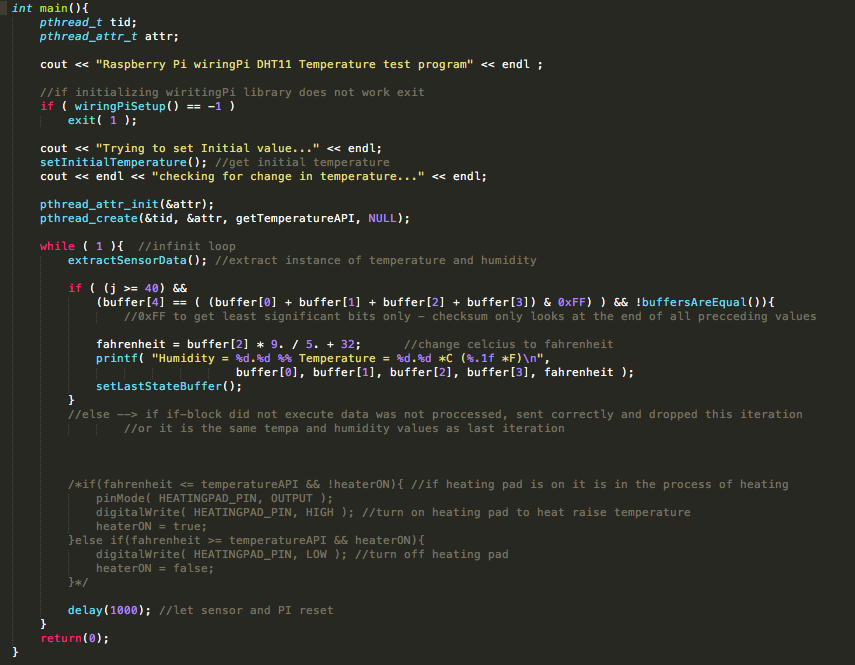 int main(){
pthread_t tid;
pthread_attr_t attr;
cout << "Raspberry Pi wiringPi DHT11 Temperature test program" << endl ;
//if initializing wiritingPi library does not work exit
if ( wiringPiSetup() == -1 )
exit( 1 );
cout << "Trying to set Initial value..." << endl;
setInitialTemperature(); //get initial temperature
cout << endl << "checking for change in temperature..." << endl;
pthread_attr_init(&attr);
pthread_create(&tid, &attr, getTemperatureAPI, NULL);
while ( 1 ){  //infinit loop
extractSensorData(); //extract instance of temperature and humidity
if ( (j >= 40) &&
(buffer[4] == ( (buffer[0] + buffer[1] + buffer[2] + buffer[3]) & 0xFF) ) && !buffersAreEqual()){
//0xFF to get least significant bits only - checksum only looks at the end of all precceding values
fahrenheit = buffer[2] * 9. / 5. + 32;      //change celcius to fahrenheit
printf( "Humidity = %d.%d %% Temperature = %d.%d *C (%.1f *F)\n",
buffer[0], buffer[1], buffer[2], buffer[3], fahrenheit );
setLastStateBuffer();
}
//else --> if if-block did not execute data was not proccessed, sent correctly and dropped this iteration
//or it is the same tempa and humidity values as last iteration
/*if(fahrenheit <= temperatureAPI && !heaterON){ //if heating pad is on it is in the process of heating
pinMode( HEATINGPAD_PIN, OUTPUT );
digitalWrite( HEATINGPAD_PIN, HIGH ); //turn on heating pad to heat raise temperature
heaterON = true;
}else if(fahrenheit >= temperatureAPI && heaterON){
digitalWrite( HEATINGPAD_PIN, LOW ); //turn off heating pad
heaterON = false;
}*/
delay(1000); //let sensor and PI reset
}
return(0);
}